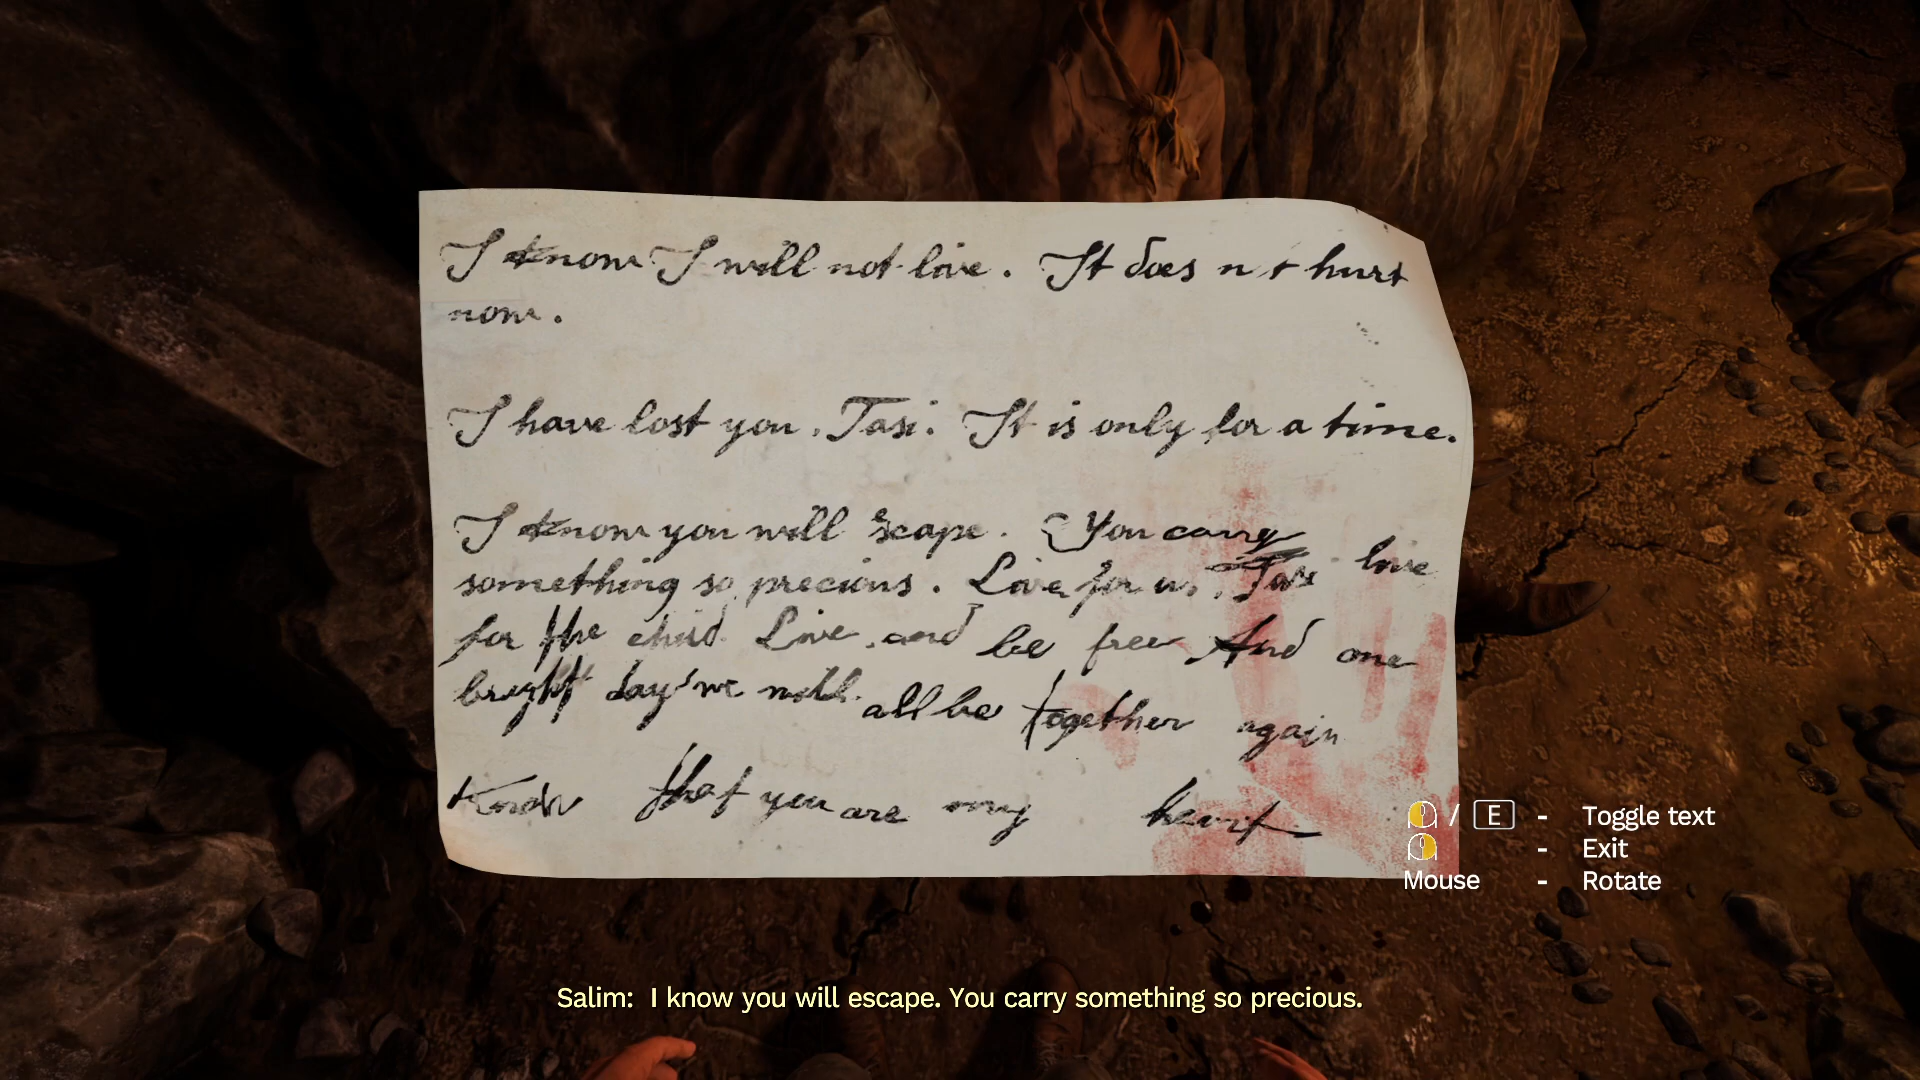 I know I will not live. It does n t hurt
now.
I have lost you, Tasi. It is only for a time.
I know you will escape. You carry
something so precious. Live for us, Tasi live
for the child. Live and be free And one
bright day we will all be together again
Know that you are my heart
/ E - Toggle text
- Exit
Mouse - Rotate
Salim: I know you will escape. You carry something so precious.